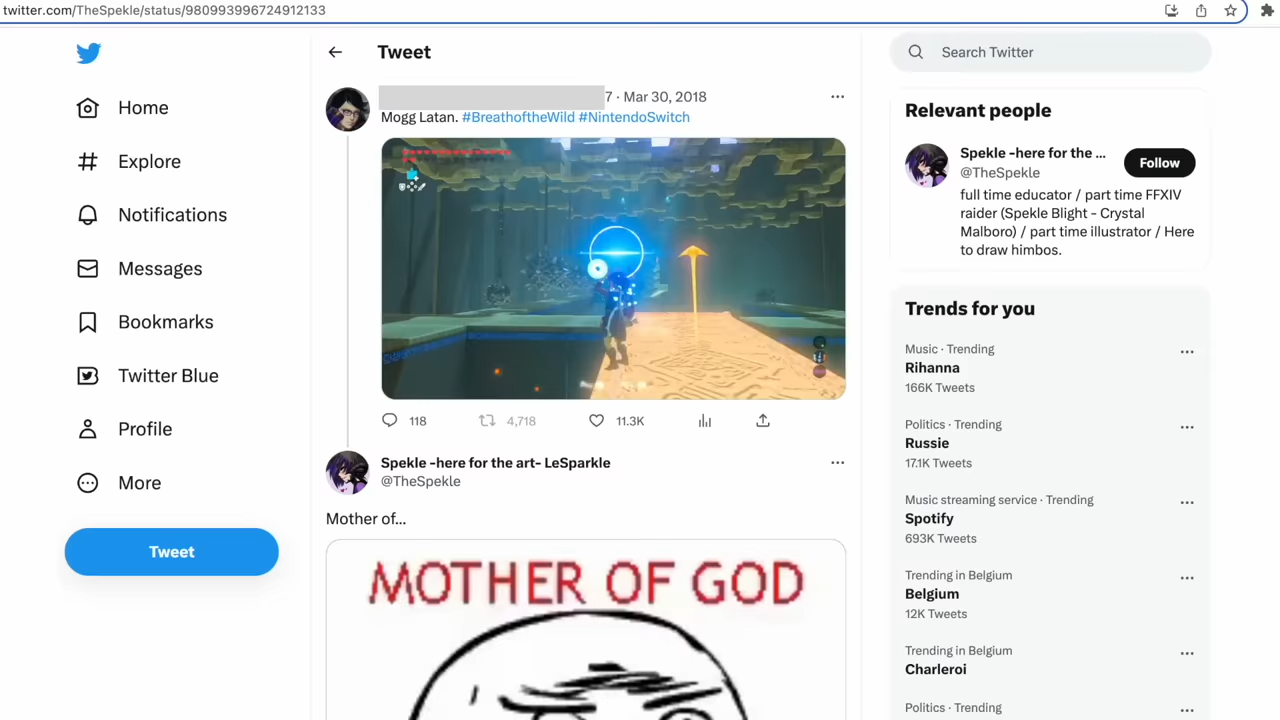 twitter.com/TheSpekle/status/980993996724912133
Home
Explore
Notifications
Messages
Bookmarks
Twitter Blue
Profile
More
Tweet
Tweet
7 · Mar 30, 2018
Mogg Latan. #BreathoftheWild #NintendoSwitch
118
4,718
11.3K
Spekle -here for the art- LeSparkle
@TheSpekle
Mother of...
MOTHER OF GOD
Search Twitter
Relevant people
Spekle -here for the ...
@TheSpekle
Follow
full time educator / part time FFXIV
raider (Spekle Blight - Crystal
Malboro) / part time illustrator / Here
to draw himbos.
Trends for you
Music · Trending
Rihanna
166K Tweets
Politics · Trending
Russie
17.1K Tweets
Music streaming service · Trending
Spotify
693K Tweets
Trending in Belgium
Belgium
12K Tweets
Trending in Belgium
Charleroi
Politics · Trending